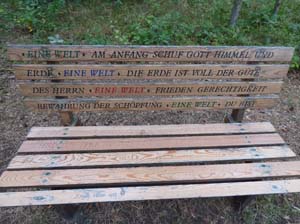 • EINE WELT • AM ANFANG SCHUF GOTT HIMMEL UND
ERDE • EINE WELT • DIE ERDE IST VOLL DER GÜTE
DES HERRN • EINE WELT • FRIEDEN GERECHTIGKEIT
BEWAHRUNG DER SCHÖPFUNG • EINE WELT • DU BIST